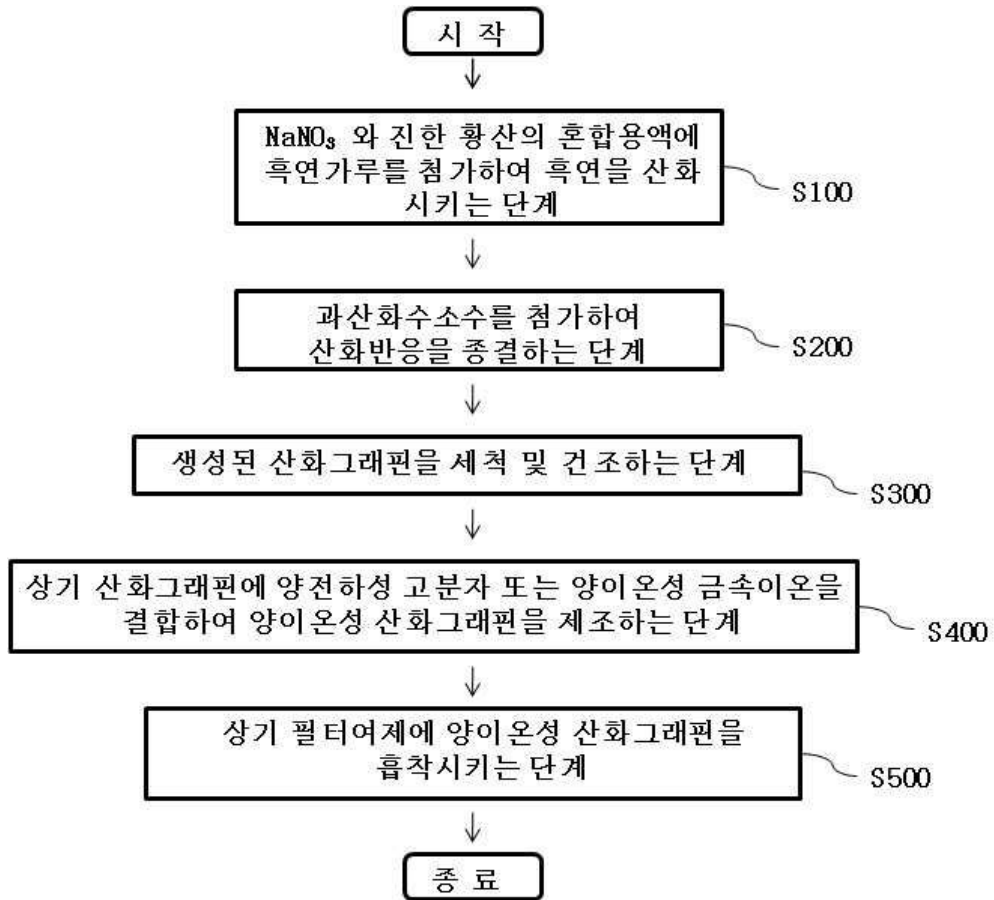 시 작
NaNO₃ 와 진한 황산의 혼합용액에
흑연가루를 첨가하여 흑연을 산화
시키는 단계
S100
과산화수소수를 첨가하여
산화반응을 종결하는 단계
S200
생성된 산화그래핀을 세척 및 건조하는 단계
S300
상기 산화그래핀에 양전하성 고분자 또는 양이온성 금속이온을
결합하여 양이온성 산화그래핀을 제조하는 단계
S400
상기 필터여제에 양이온성 산화그래핀을
흡착시키는 단계
S500
종 료